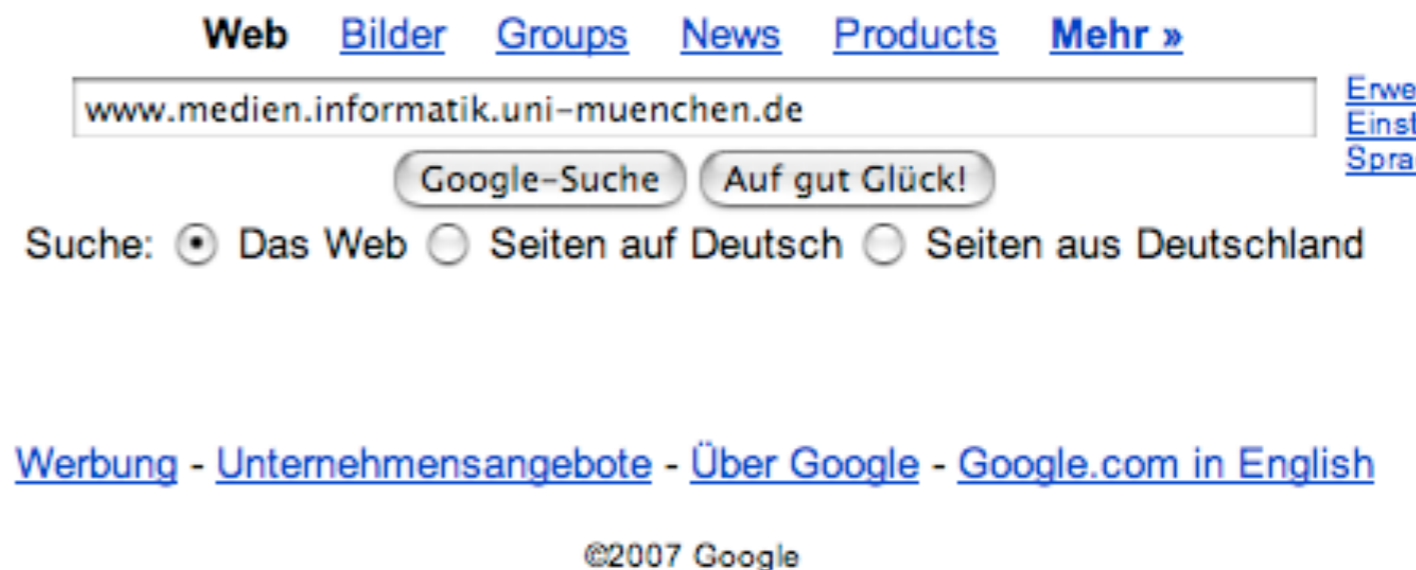 Web Bilder Groups News Products Mehr »
www.medien.informatik.uni-muenchen.de
Google-Suche Auf gut Glück!
Suche: Das Web Seiten auf Deutsch Seiten aus Deutschland
Werbung - Unternehmensangebote - Über Google - Google.com in English
©2007 Google